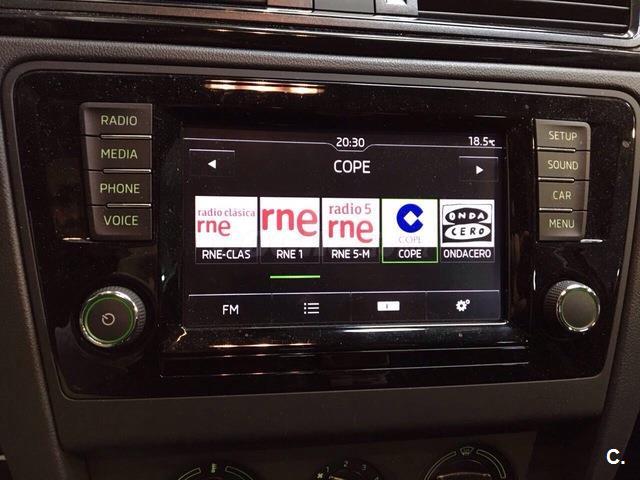 RADIO
MEDIA
PHONE
VOICE
20:30
18.5℃
COPE
radio clásica
rne
rne
radio 5
rne
COPE
ONDA
CERO
RNE-CLAS
RNE 1
RNE 5-M
COPE
ONDACERO
FM
SETUP
SOUND
CAR
MENU
C.